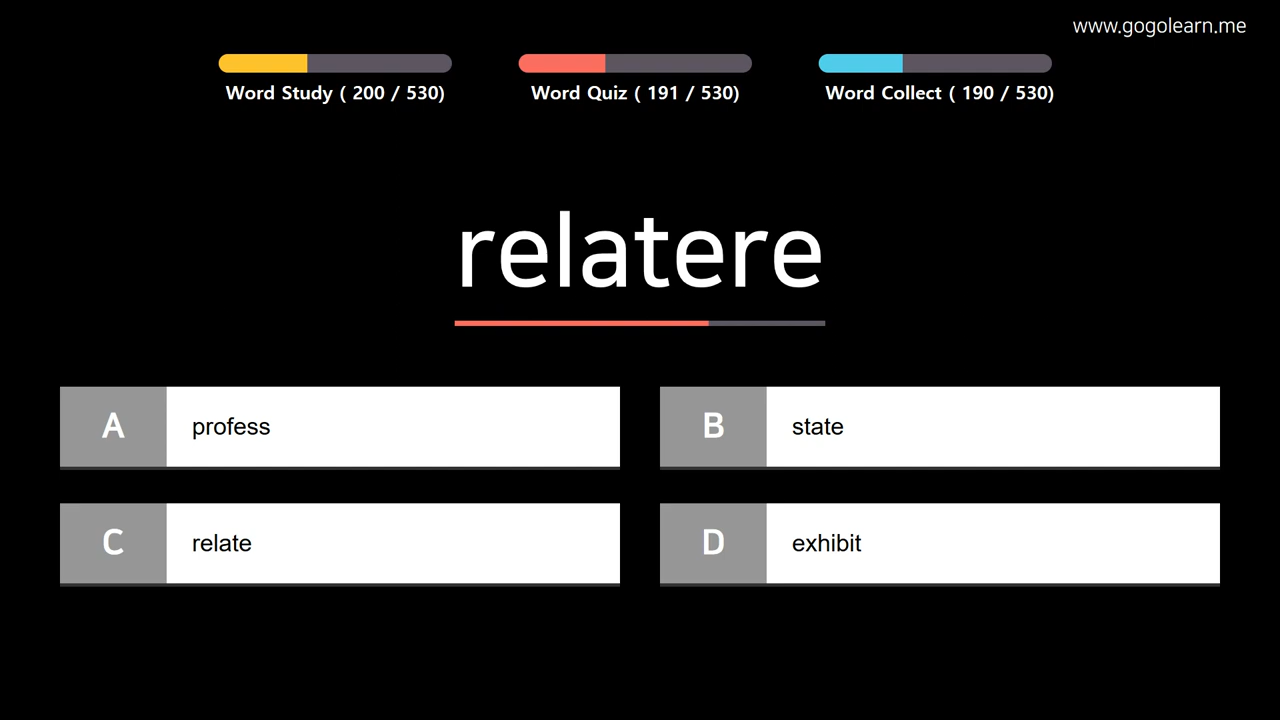 www.gogolearn.me
Word Study ( 200 / 530)
Word Quiz ( 191 / 530)
Word Collect ( 190 / 530)
relatere
A profess
B state
C relate
D exhibit